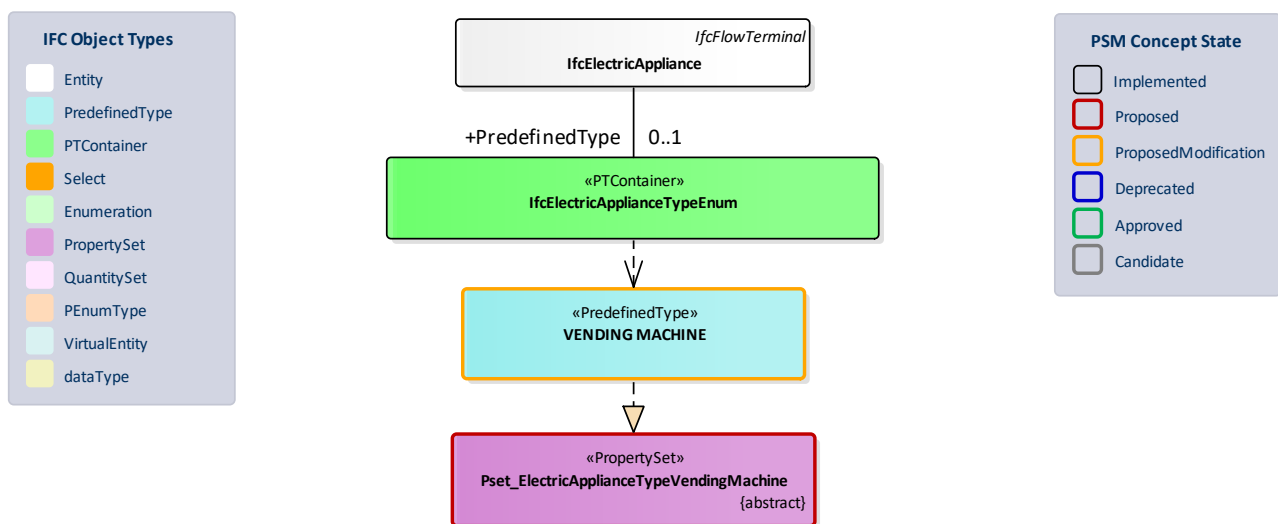 IFC Object Types
Entity
PredefinedType
PTContainer
Select
Enumeration
PropertySet
QuantitySet
PEnumType
VirtualEntity
dataType
IfcFlowTerminal
IfcElectricAppliance
+PredefinedType 0..1
«PTContainer»
IfcElectricApplianceTypeEnum
«PredefinedType»
VENDING MACHINE
«PropertySet»
Pset_ElectricApplianceTypeVendingMachine
{abstract}
PSM Concept State
Implemented
Proposed
ProposedModification
Deprecated
Approved
Candidate